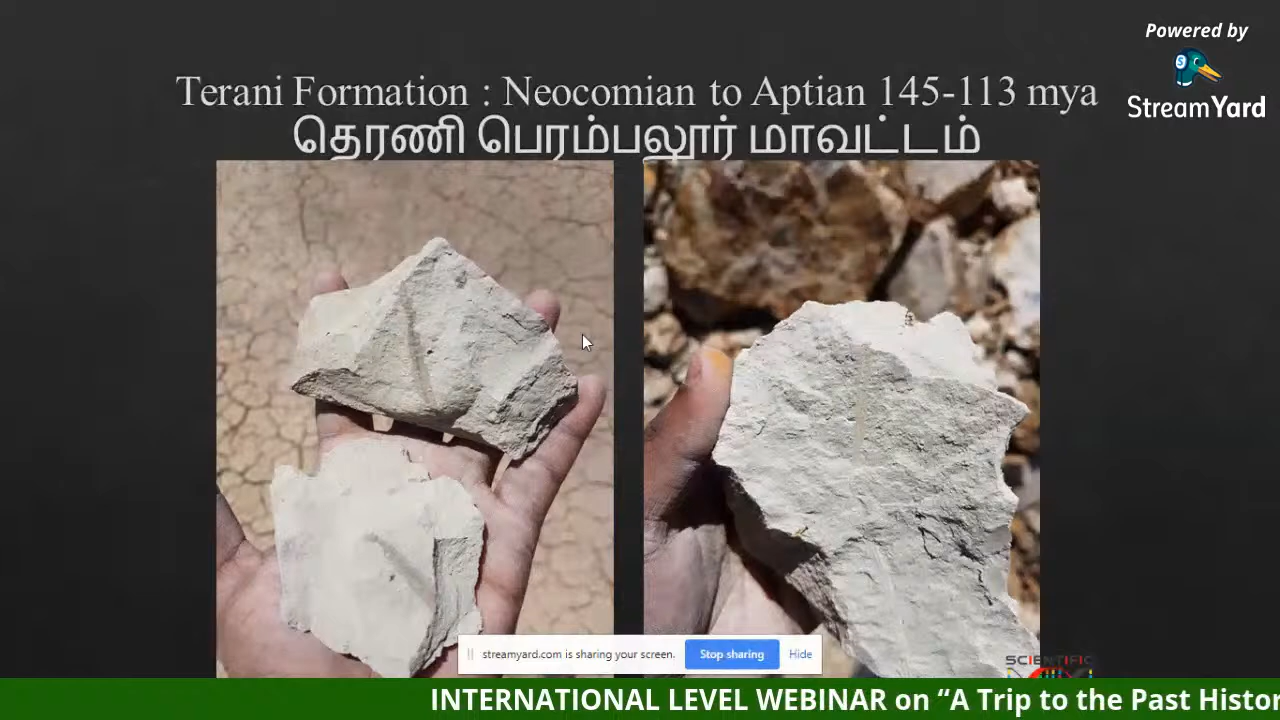 Powered by
StreamYard
Terani Formation : Neocomian to Aptian 145-113 mya
தெரணி பெரம்பலூர் மாவட்டம்
streamyard.com is sharing your screen.
Stop sharing
Hide
SCIENTIFIC
INTERNATIONAL LEVEL WEBINAR on “A Trip to the Past Histor